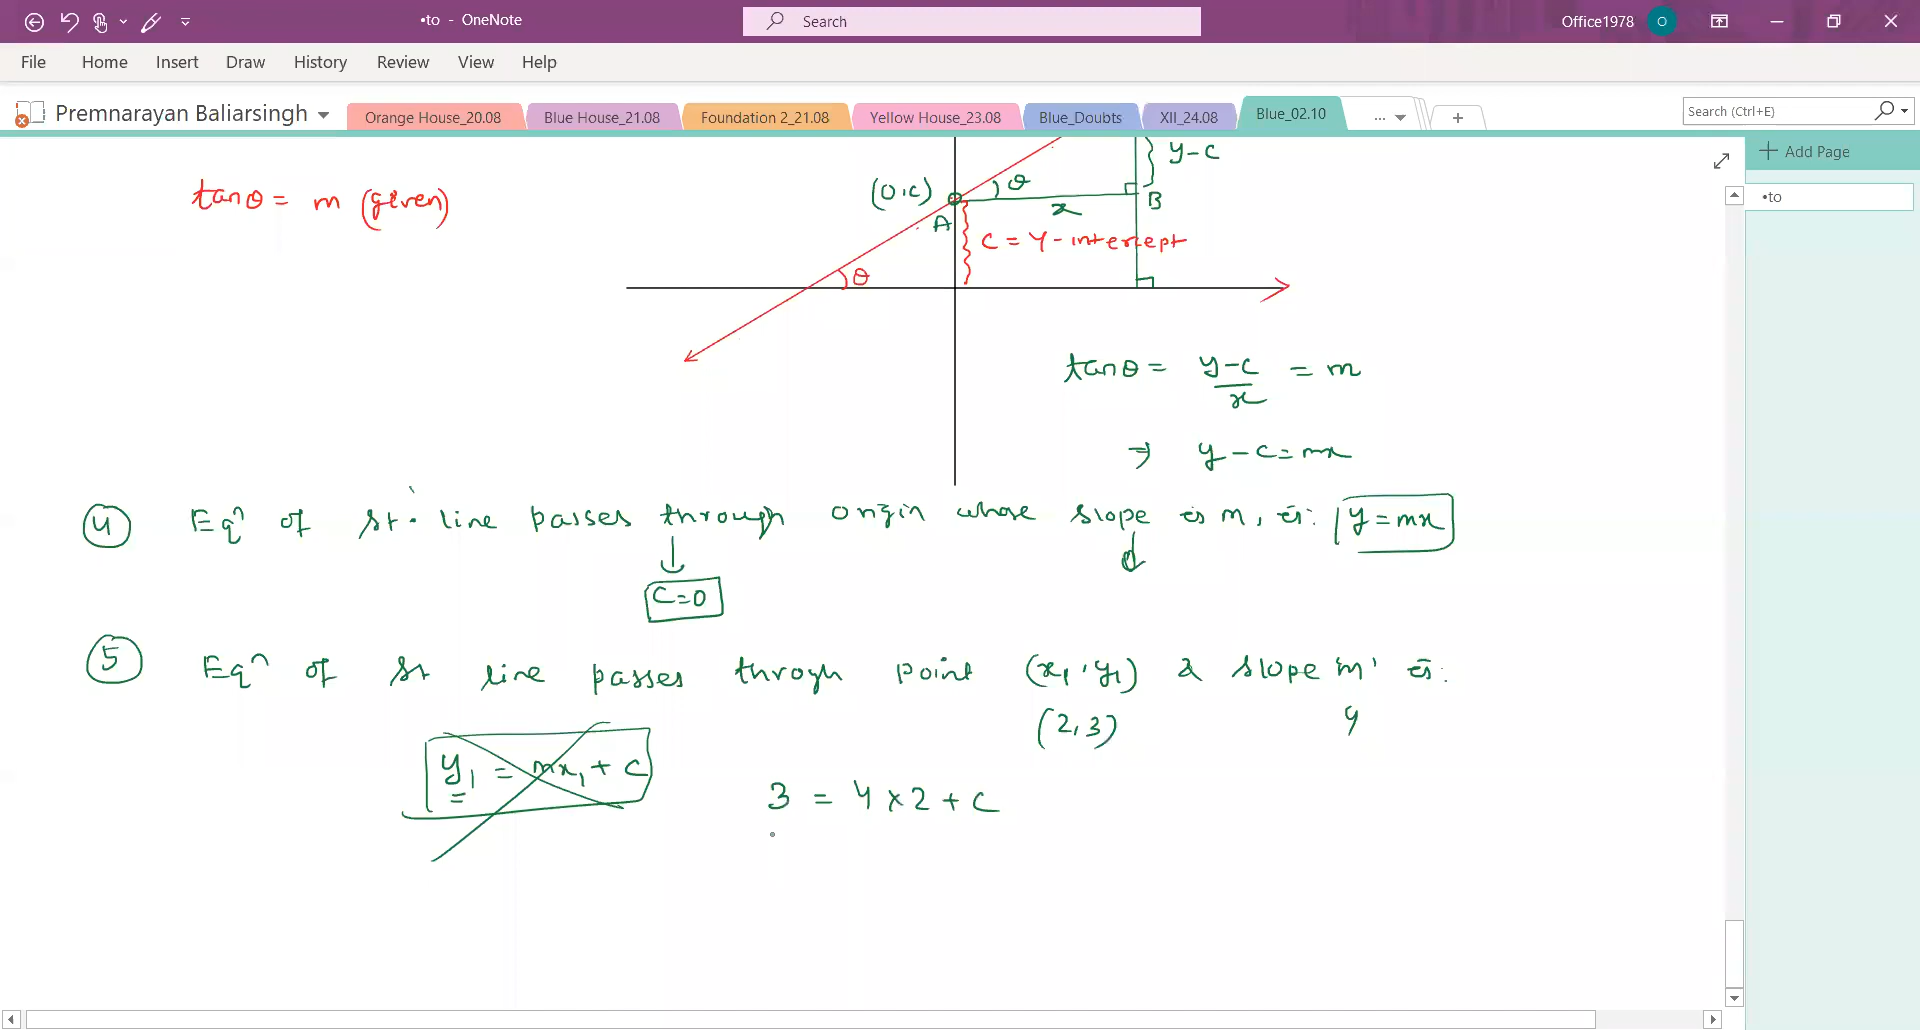 •to - OneNote
Search
Office1978
O
File Home Insert Draw History Review View Help
Premnarayan Baliarsingh
Orange House_20.08
Blue House_21.08
Foundation 2_21.08
Yellow House_23.08
Blue_Doubts
XII_24.08
Blue_02.10
...
+
Search (Ctrl+E)
+ Add Page
•to
y-c
tanθ = m (given)
(0,c)
θ
A
x
B
c = Y-intercept
θ
tanθ = y-c/x = m
⇒ y-c=mx
4 Eqn of st. line passes through origin whose slope is m, is: y=mx
C=0
5 Eqn of st line passes throgh point (x1,y1) & slope 'm' is:
(2,3) 4
y1 = mx1 + c
3 = 4×2+c